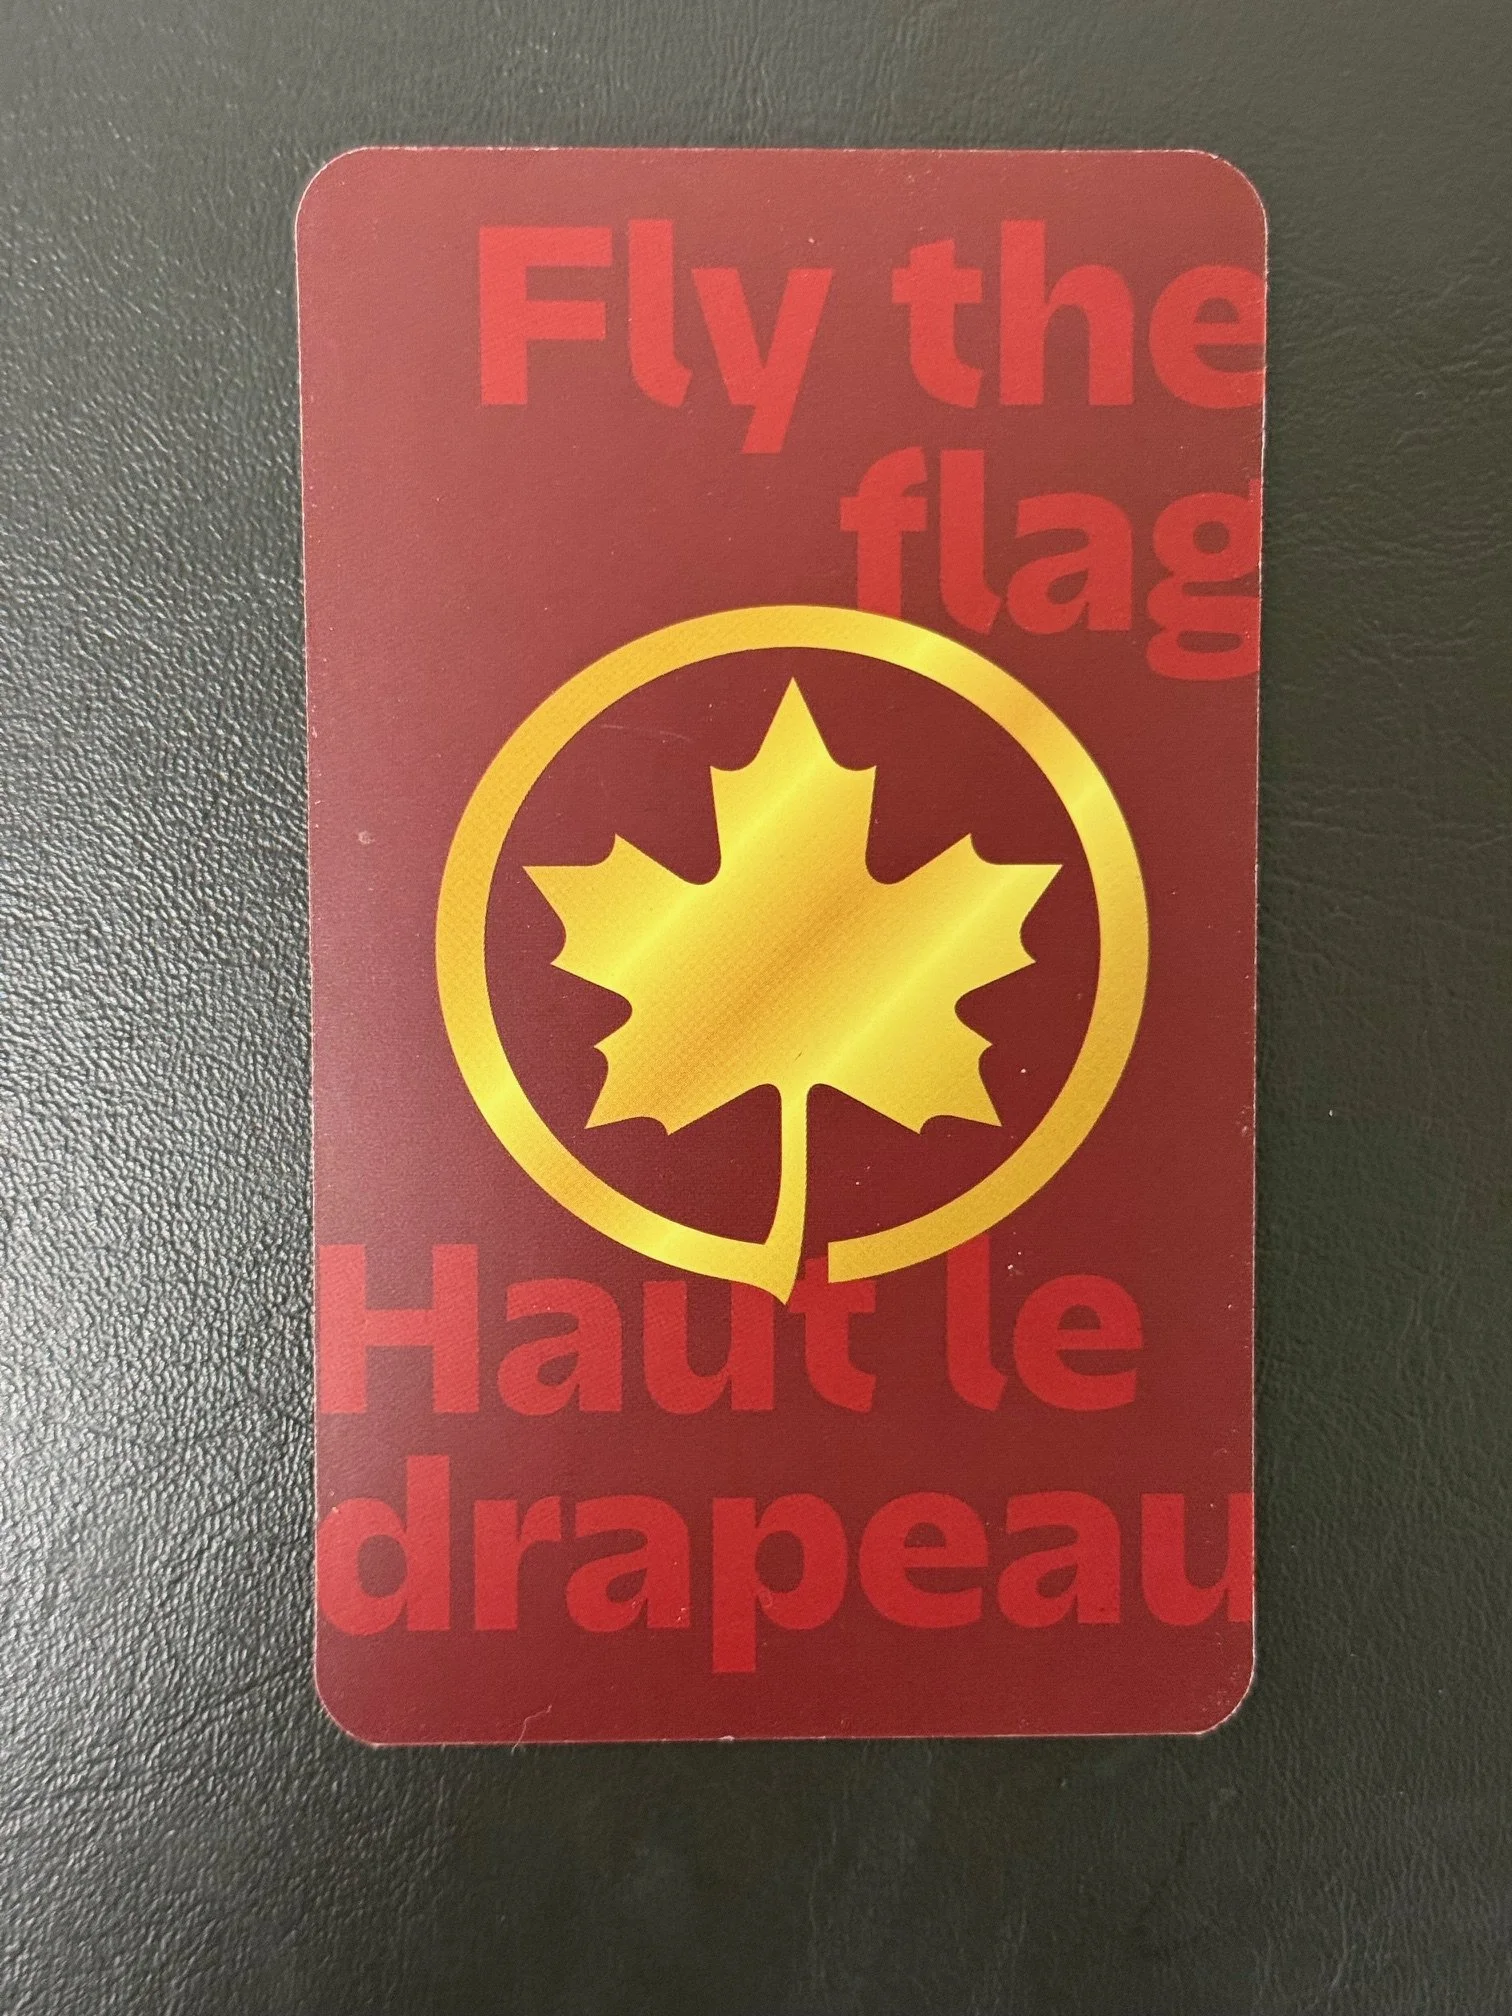 Fly the
flag
Haut le
drapeau